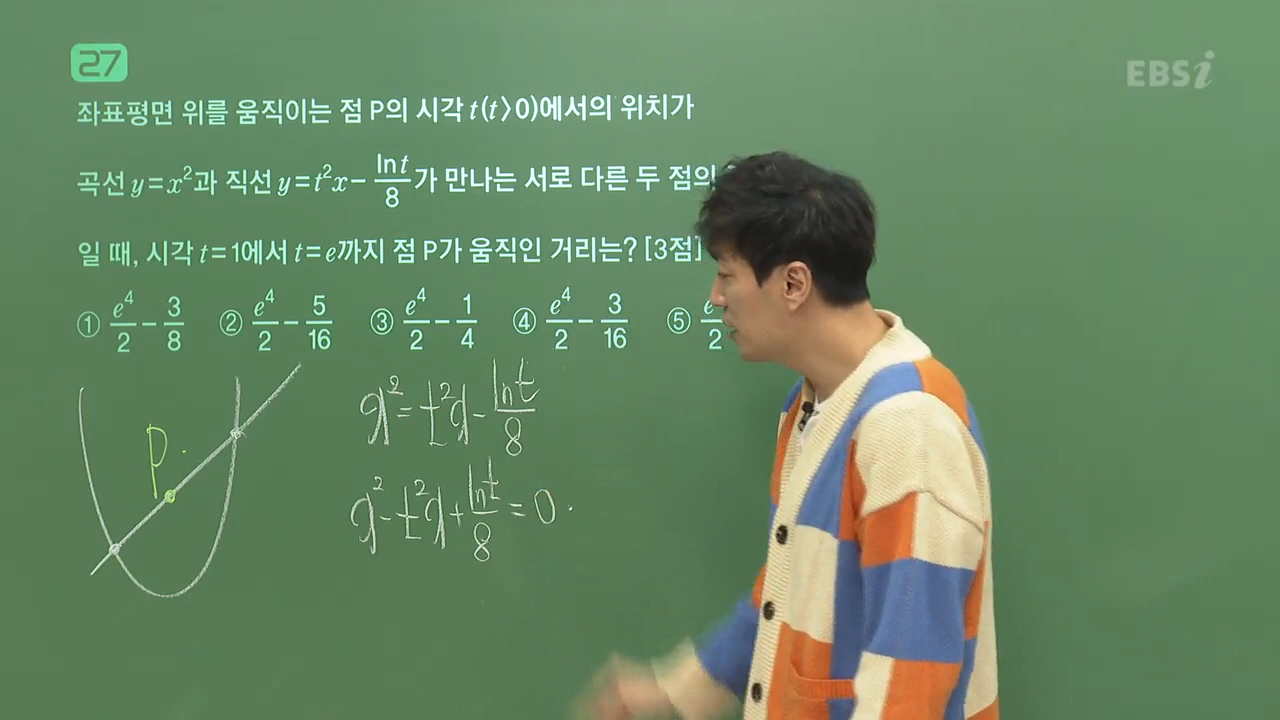 27
EBSi
좌표평면 위를 움직이는 점 P의 시각 t(t>0)에서의 위치가
곡선 y=x²과 직선 y=t²x-lnt/8가 만나는 서로 다른 두 점의
일 때, 시각 t=1에서 t=e까지 점 P가 움직인 거리는? [3점]
① e⁴/2-3/8 ② e⁴/2-5/16 ③ e⁴/2-1/4 ④ e⁴/2-3/16 ⑤
P
x²=t²x-lnt/8
x²-t²x+lnt/8=0